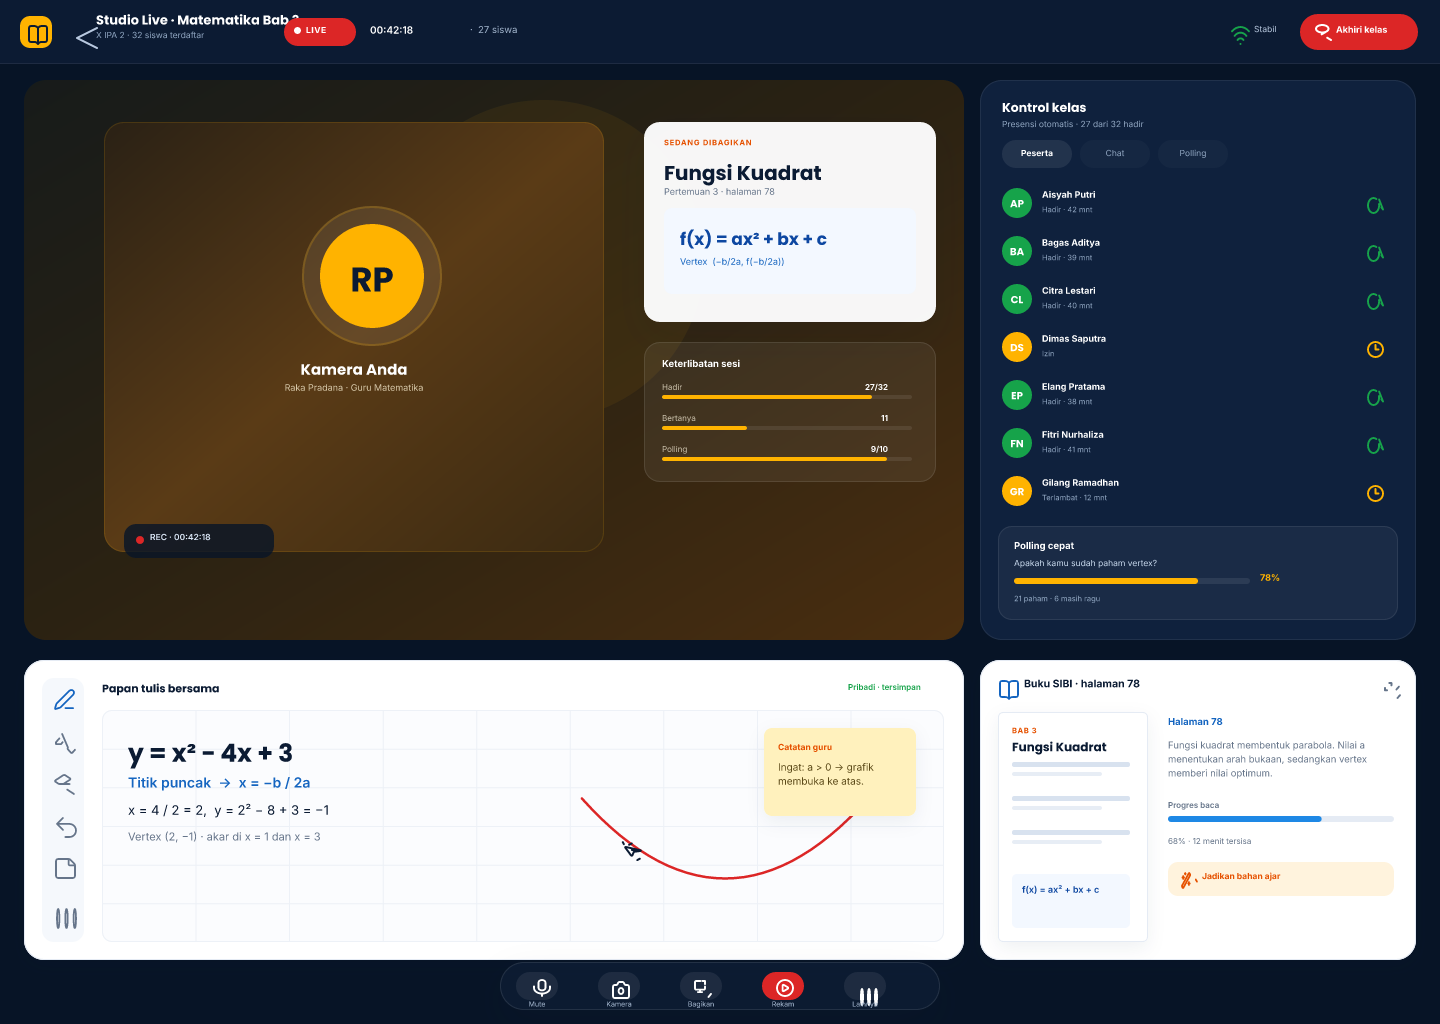 Studio Live · Matematika Bab 3
X IPA 2 · 32 siswa terdaftar
LIVE
00:42:18
· 27 siswa
Stabil
Akhiri kelas
RP
Kamera Anda
Raka Pradana · Guru Matematika
REC · 00:42:18
SEDANG DIBAGIKAN
Fungsi Kuadrat
Pertemuan 3 · halaman 78
f(x) = ax² + bx + c
Vertex (−b/2a, f(−b/2a))
Keterlibatan sesi
Hadir 27/32
Bertanya 11
Polling 9/10
Kontrol kelas
Presensi otomatis · 27 dari 32 hadir
Peserta Chat Polling
AP
Aisyah Putri
Hadir · 42 mnt
BA
Bagas Aditya
Hadir · 39 mnt
CL
Citra Lestari
Hadir · 40 mnt
DS
Dimas Saputra
Izin
EP
Elang Pratama
Hadir · 38 mnt
FN
Fitri Nurhaliza
Hadir · 41 mnt
GR
Gilang Ramadhan
Terlambat · 12 mnt
Polling cepat
Apakah kamu sudah paham vertex?
78%
21 paham · 6 masih ragu
Papan tulis bersama
Pribadi · tersimpan
y = x² − 4x + 3
Titik puncak → x = −b / 2a
x = 4 / 2 = 2, y = 2² − 8 + 3 = −1
Vertex (2, −1) · akar di x = 1 dan x = 3
Catatan guru
Ingat: a > 0 → grafik
membuka ke atas.
Buku SIBI · halaman 78
BAB 3
Fungsi Kuadrat
f(x) = ax² + bx + c
Halaman 78
Fungsi kuadrat membentuk parabola. Nilai a
menentukan arah bukaan, sedangkan vertex
memberi nilai optimum.
Progres baca
68% · 12 menit tersisa
Jadikan bahan ajar
Mute
Kamera
Bagikan
Rekam